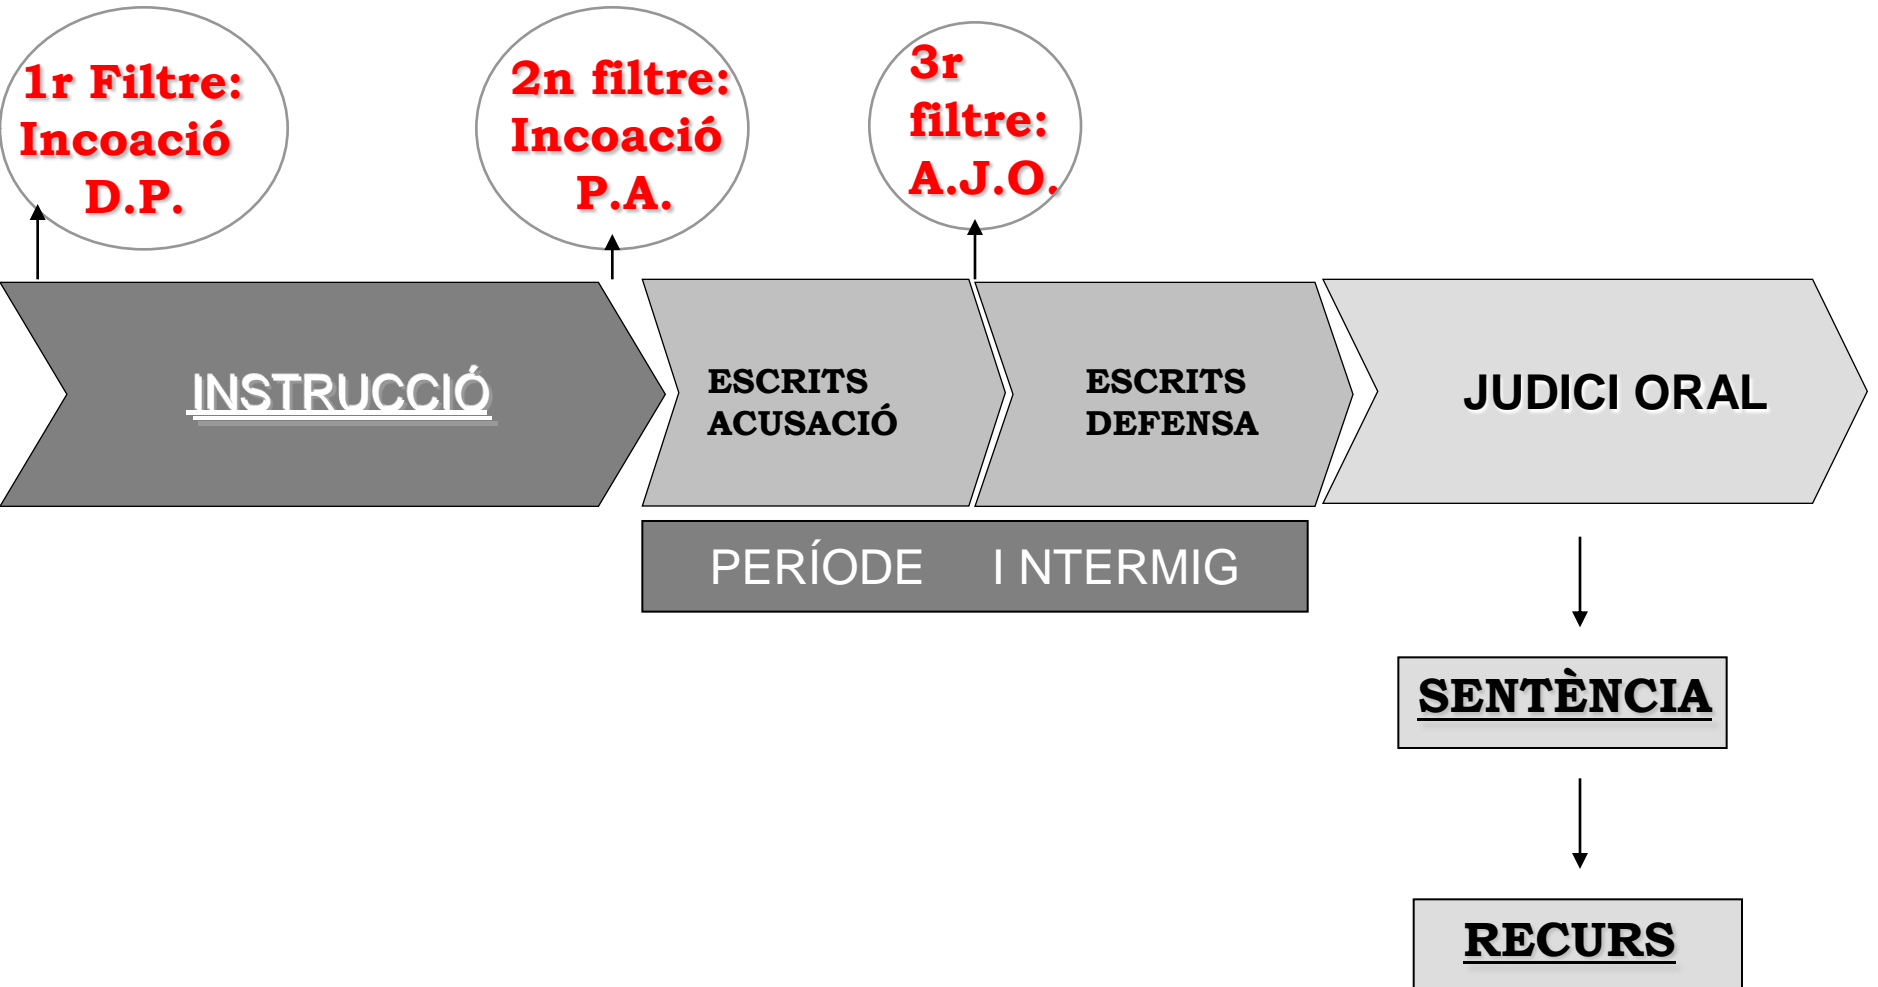 1r Filtre:
Incoació
D.P.
2n filtre:
Incoació
P.A.
3r
filtre:
A.J.O.
INSTRUCCIÓ
ESCRITS
ACUSACIÓ
ESCRITS
DEFENSA
JUDICI ORAL
PERÍODE I NTERMIG
SENTÈNCIA
RECURS